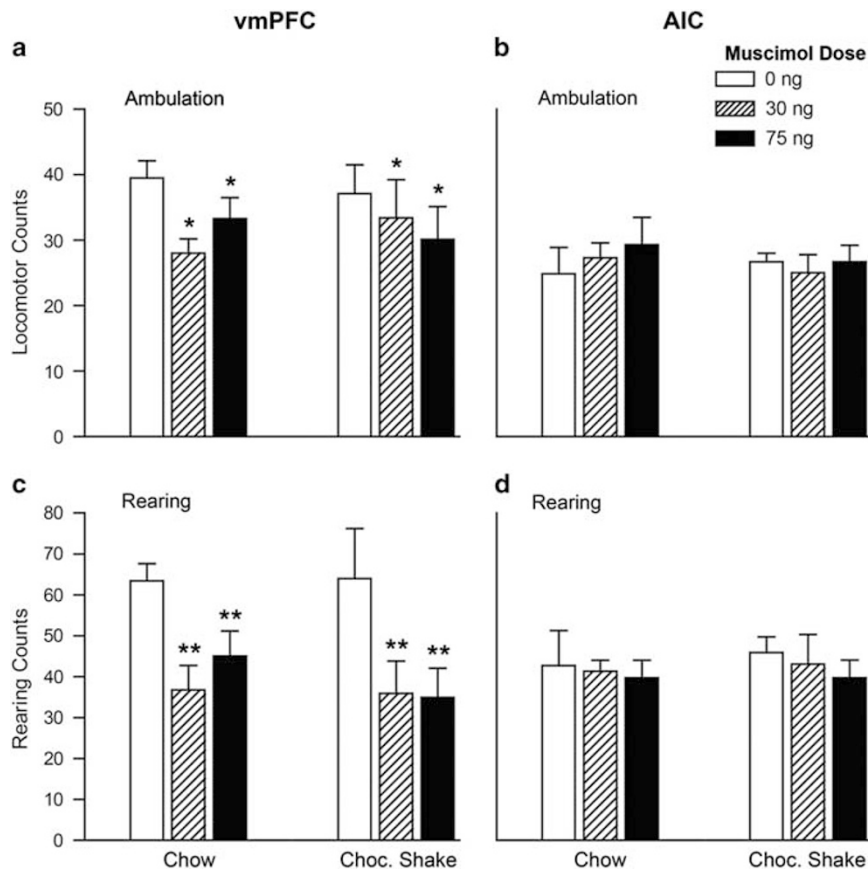 vmPFC
AIC
a
b
Muscimol Dose
0 ng
30 ng
75 ng
Ambulation
Ambulation
Locomotor Counts
50
40
30
20
10
0
* *
* *
c
d
Rearing
Rearing
Rearing Counts
80
70
60
50
40
30
20
10
0
** **
** **
Chow
Choc. Shake
Chow
Choc. Shake